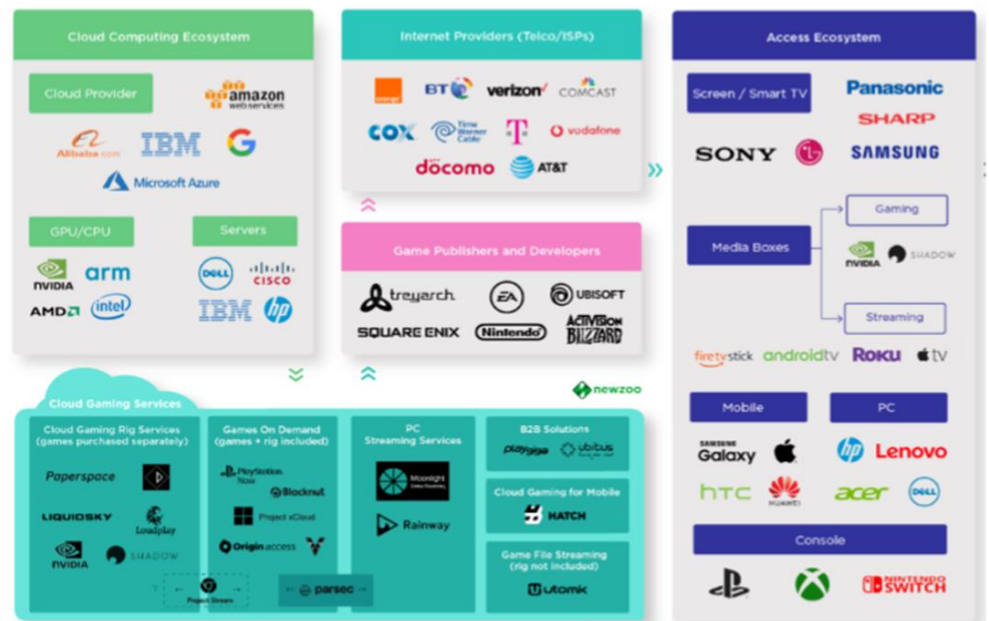 Cloud Computing Ecosystem
Cloud Provider
amazon
webservices
Alibaba.com
IBM
G
Microsoft Azure
GPU/CPU
NVIDIA
arm
AMD
intel
Servers
DELL
CISCO
IBM
hp
Internet Providers (Telco/ISPs)
orange
BT
verizon
COMCAST
COX
Time Warner Cable
T
vodafone
docomo
AT&T
Game Publishers and Developers
treyarch
EA
UBISOFT
SQUARE ENIX
Nintendo
ACTIVISION
BLIZZARD
newzoo
Access Ecosystem
Screen / Smart TV
Panasonic
SHARP
SONY
LG
SAMSUNG
Media Boxes
Gaming
NVIDIA
SHADOW
Streaming
firetvstick
androidtv
ROKU
tv
Mobile
SAMSUNG
Galaxy
hTC
HUAWEI
PC
hp
Lenovo
acer
DELL
Console
NINTENDO
SWITCH
Cloud Gaming Services
Cloud Gaming Rig Services
(games purchased separately)
Paperspace
LIQUIDSKY
Loudplay
NVIDIA
SHADOW
Games On Demand
(games + rig included)
PlayStation
Now
Blacknut
Project xCloud
Origin access
Project Stream
parsec
PC
Streaming Services
Moonlight
Rainway
B2B Solutions
playgiga
ubitus
Cloud Gaming for Mobile
HATCH
Game File Streaming
(rig not included)
utomik